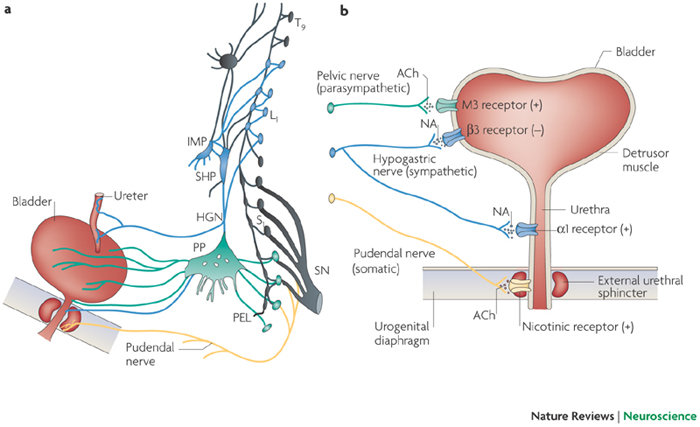 a
T9
L1
IMP
SHP
Bladder
Ureter
HGN
S1
PP
SN
PEL
Pudendal
nerve
b
Bladder
Pelvic nerve
(parasympathetic)
ACh
M3 receptor (+)
NA
β3 receptor (–)
Hypogastric
nerve (sympathetic)
Detrusor
muscle
NA
Urethra
α1 receptor (+)
Pudendal nerve
(somatic)
External urethral
sphincter
ACh
Urogenital
diaphragm
Nicotinic receptor (+)
Nature Reviews | Neuroscience